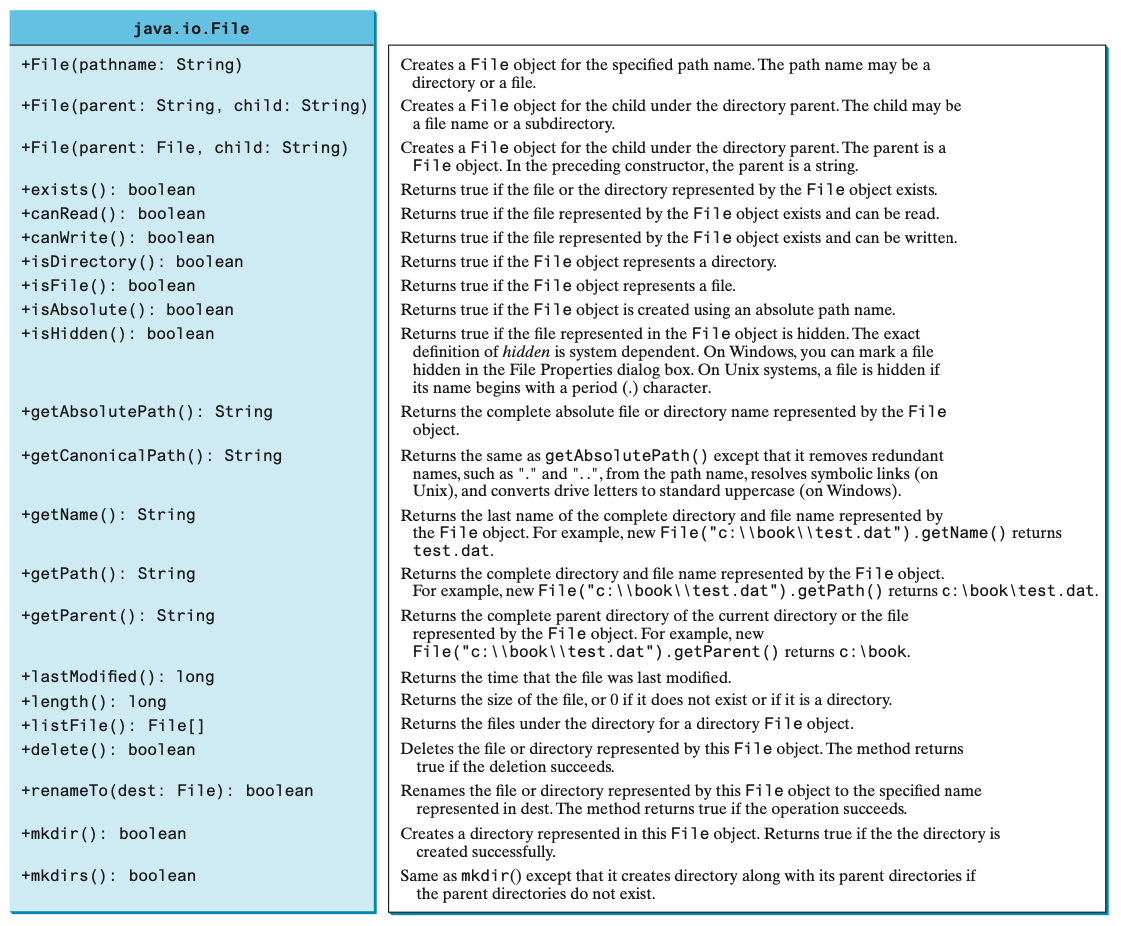 java.io.File
+File(pathname: String)
Creates a File object for the specified path name. The path name may be a
directory or a file.
+File(parent: String, child: String)
Creates a File object for the child under the directory parent. The child may be
a file name or a subdirectory.
+File(parent: File, child: String)
Creates a File object for the child under the directory parent. The parent is a
File object. In the preceding constructor, the parent is a string.
+exists(): boolean
Returns true if the file or the directory represented by the File object exists.
+canRead(): boolean
Returns true if the file represented by the File object exists and can be read.
+canWrite(): boolean
Returns true if the file represented by the File object exists and can be written.
+isDirectory(): boolean
Returns true if the File object represents a directory.
+isFile(): boolean
Returns true if the File object represents a file.
+isAbsolute(): boolean
Returns true if the File object is created using an absolute path name.
+isHidden(): boolean
Returns true if the file represented in the File object is hidden. The exact
definition of hidden is system dependent. On Windows, you can mark a file
hidden in the File Properties dialog box. On Unix systems, a file is hidden if
its name begins with a period (.) character.
+getAbsolutePath(): String
Returns the complete absolute file or directory name represented by the File
object.
+getCanonicalPath(): String
Returns the same as getAbsolutePath() except that it removes redundant
names, such as "." and "..", from the path name, resolves symbolic links (on
Unix), and converts drive letters to standard uppercase (on Windows).
+getName(): String
Returns the last name of the complete directory and file name represented by
the File object. For example, new File("c:\\book\\test.dat").getName() returns
test.dat.
+getPath(): String
Returns the complete directory and file name represented by the File object.
For example, new File("c:\\book\\test.dat").getPath() returns c:\book\test.dat.
+getParent(): String
Returns the complete parent directory of the current directory or the file
represented by the File object. For example, new
File("c:\\book\\test.dat").getParent() returns c:\book.
+lastModified(): long
Returns the time that the file was last modified.
+length(): long
Returns the size of the file, or 0 if it does not exist or if it is a directory.
+listFile(): File[]
Returns the files under the directory for a directory File object.
+delete(): boolean
Deletes the file or directory represented by this File object. The method returns
true if the deletion succeeds.
+renameTo(dest: File): boolean
Renames the file or directory represented by this File object to the specified name
represented in dest. The method returns true if the operation succeeds.
+mkdir(): boolean
Creates a directory represented in this File object. Returns true if the the directory is
created successfully.
+mkdirs(): boolean
Same as mkdir() except that it creates directory along with its parent directories if
the parent directories do not exist.